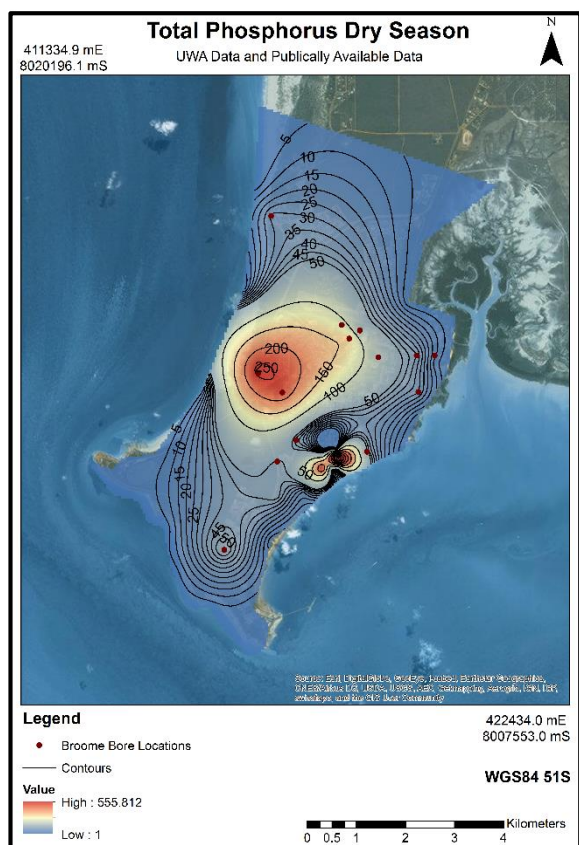 Total Phosphorus Dry Season
UWA Data and Publically Available Data
411334.9 mE
8020196.1 mS
N
5
10
15
20
25
30
35
40
45
50
200
250
150
100
50
5
10
15
20
25
50
45
50
Legend
Broome Bore Locations
Contours
Value
High : 555.812
Low : 1
422434.0 mE
8007553.0 mS
WGS84 51S
Kilometers
0 0.5 1 2 3 4